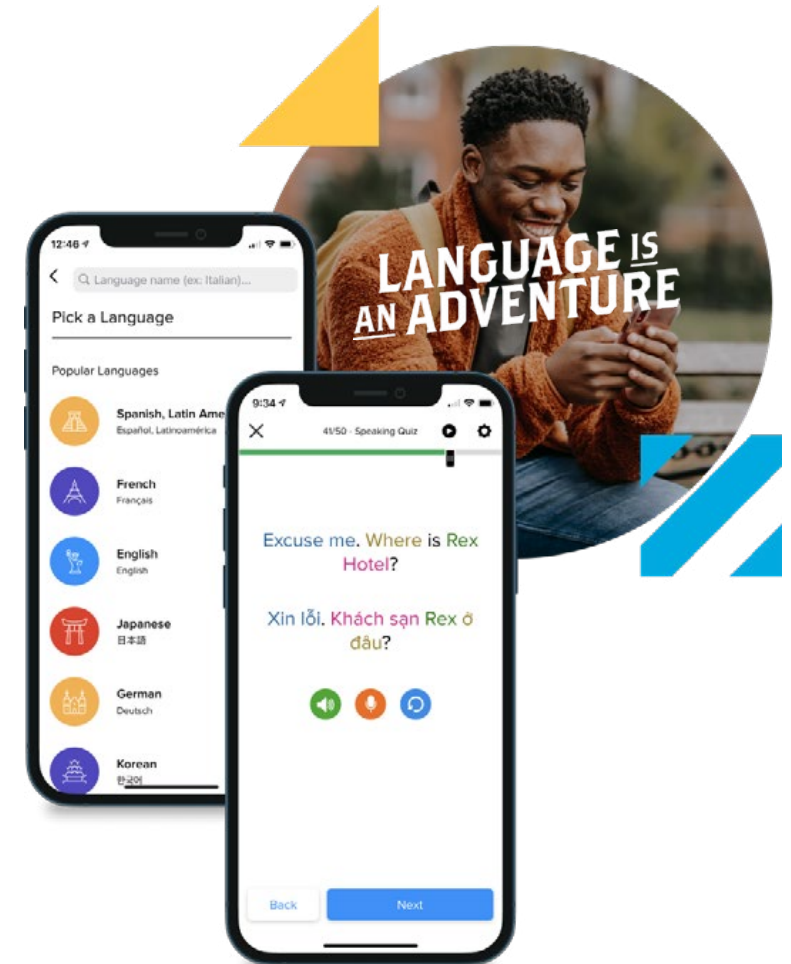 LANGUAGE IS
AN ADVENTURE
12:46
Language name (ex: Italian)...
Pick a Language
Popular Languages
Spanish, Latin Ame
Español, Latinoamérica
French
Français
English
English
Japanese
日本語
German
Deutsch
Korean
한국어
9:34
41/50 - Speaking Quiz
Excuse me. Where is Rex
Hotel?
Xin lỗi. Khách sạn Rex ở
đâu?
Back
Next